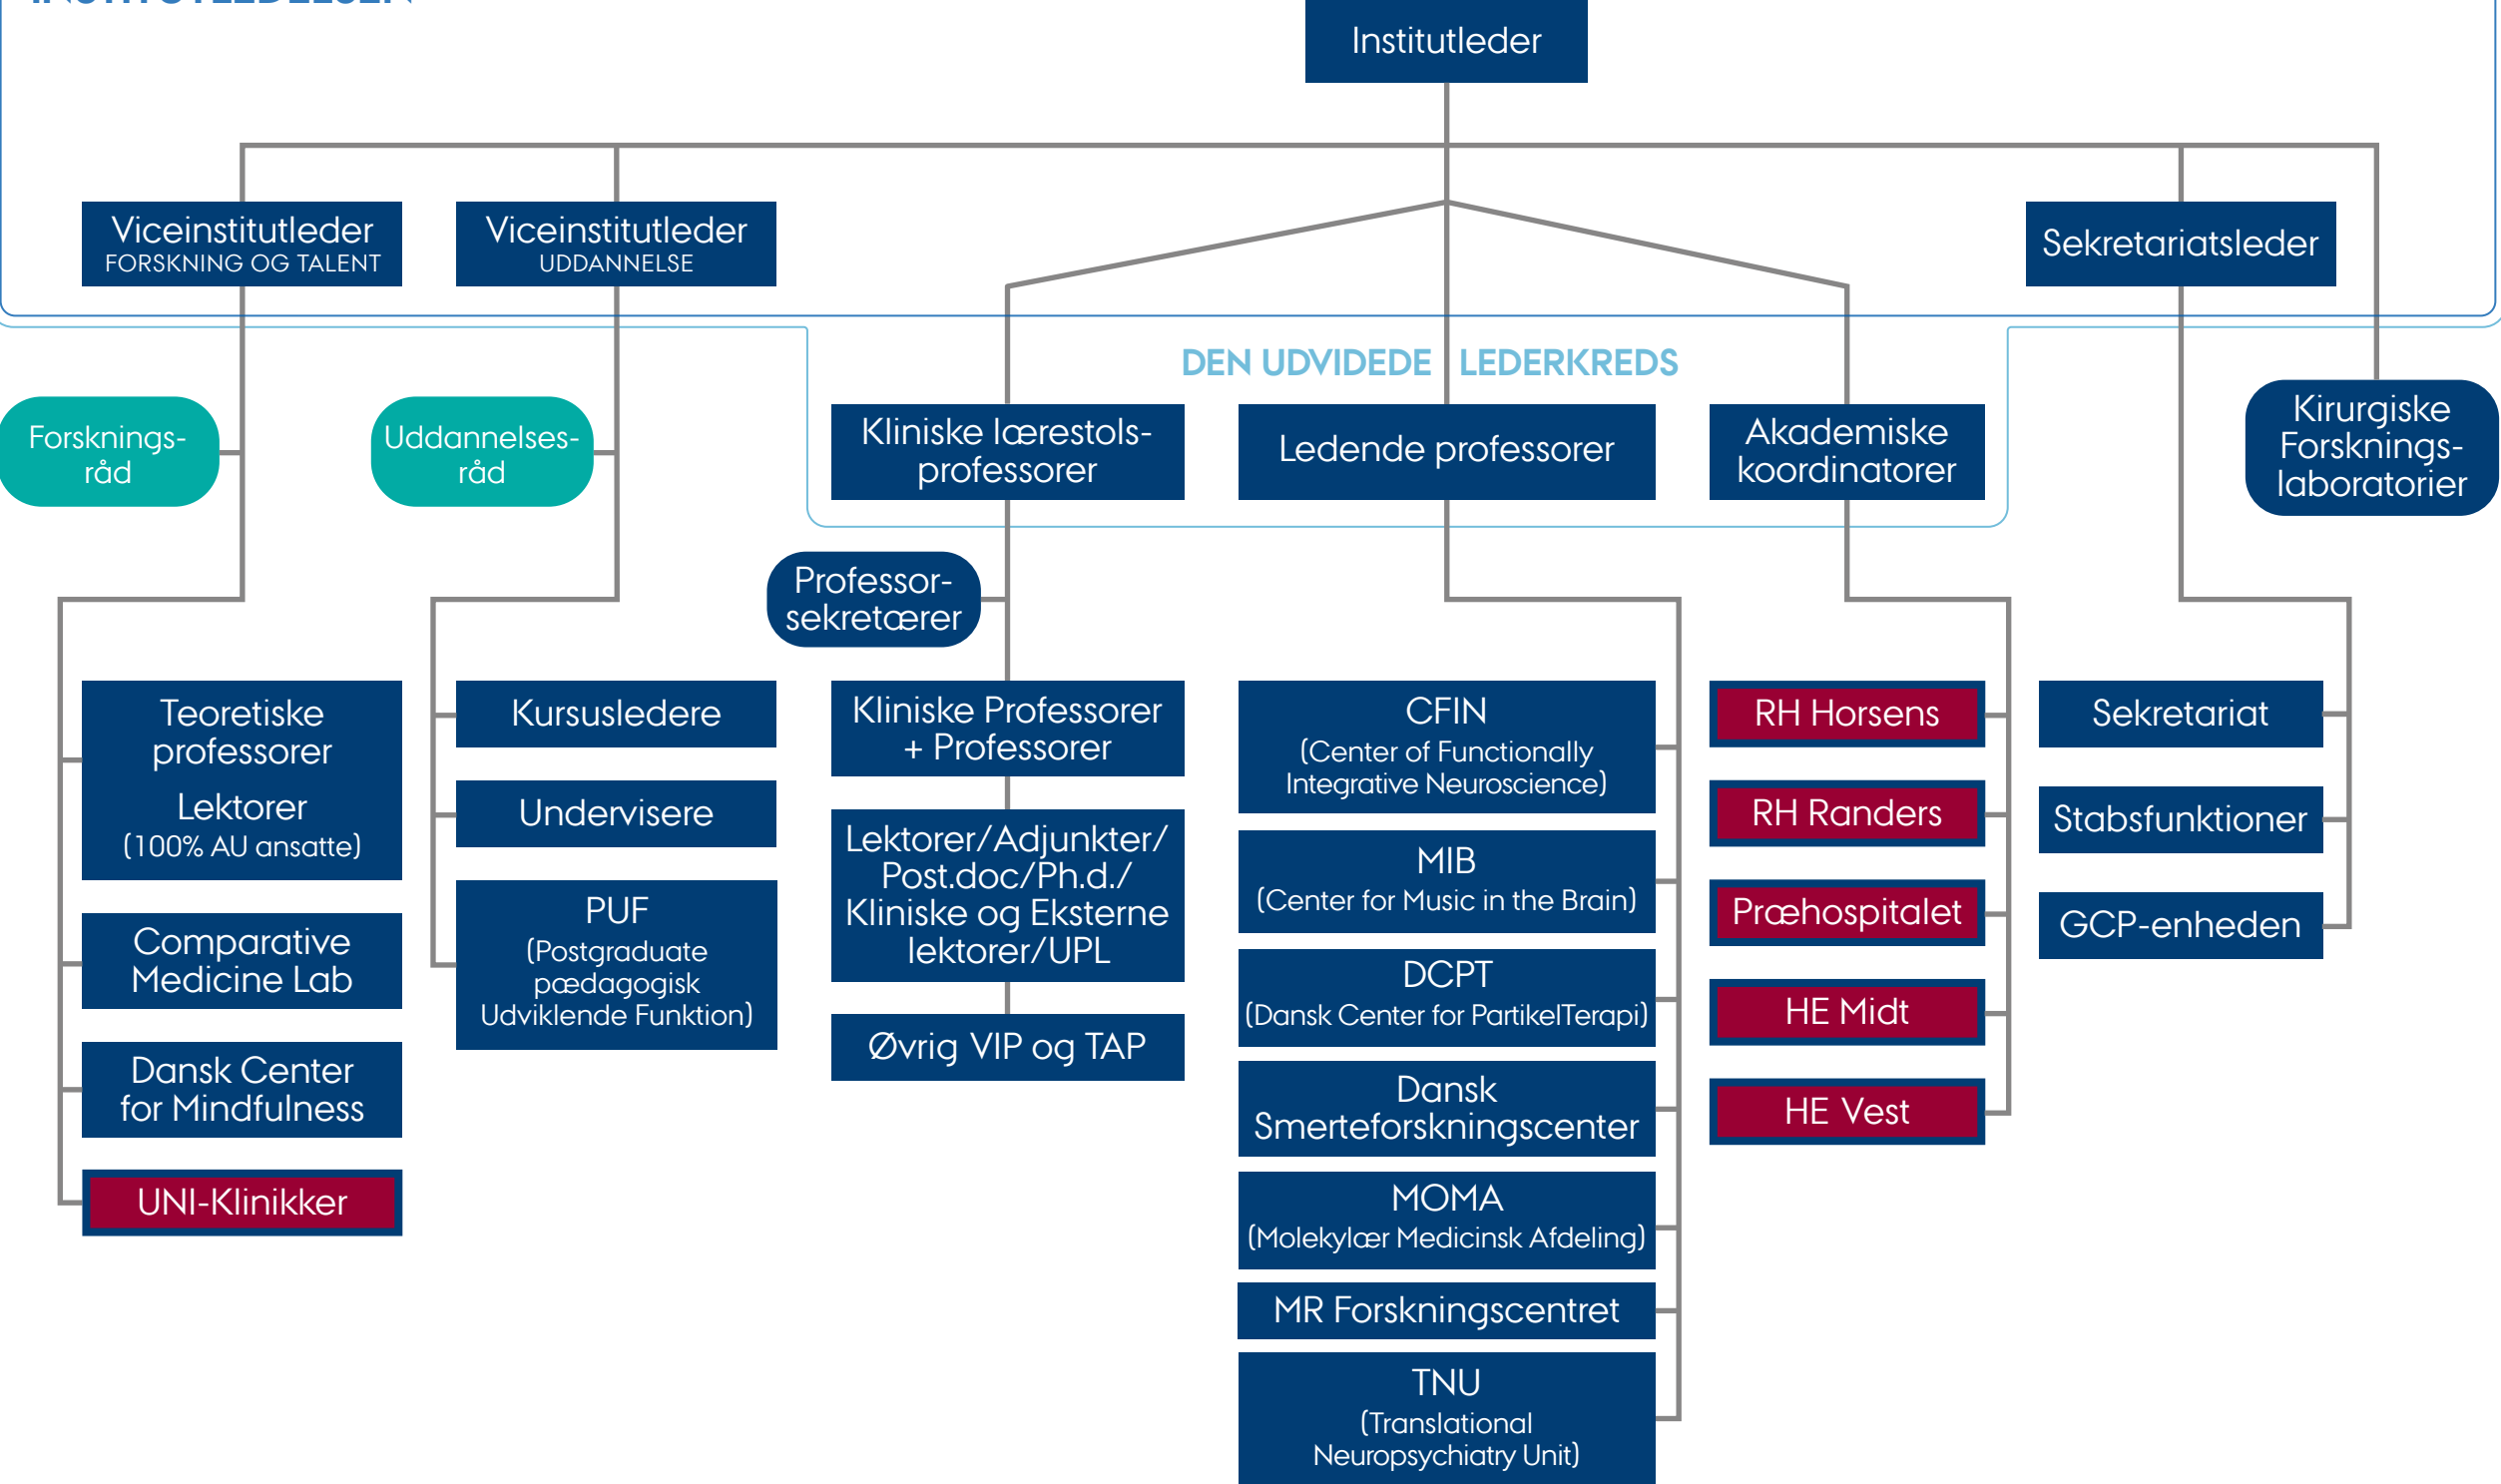 INSTITUTLEDELSEN
Institutleder
Viceinstitutleder
FORSKNING OG TALENT
Viceinstitutleder
UDDANNELSE
Sekretariatsleder
DEN UDVIDEDE LEDERKREDS
Forsknings-
råd
Uddannelses-
råd
Kliniske lærestols-
professorer
Ledende professorer
Akademiske
koordinatorer
Kirurgiske
Forsknings-
laboratorier
Professor-
sekretærer
Teoretiske
professorer
Lektorer
(100% AU ansatte)
Comparative
Medicine Lab
Dansk Center
for Mindfulness
UNI-Klinikker
Kursusledere
Undervisere
PUF
(Postgraduate
pædagogisk
Udviklende Funktion)
Kliniske Professorer
+ Professorer
Lektorer/Adjunkter/
Post.doc/Ph.d./
Kliniske og Eksterne
lektorer/UPL
Øvrig VIP og TAP
CFIN
(Center of Functionally
Integrative Neuroscience)
MIB
(Center for Music in the Brain)
DCPT
(Dansk Center for PartikelTerapi)
Dansk
Smerteforskningscenter
MOMA
(Molekylær Medicinsk Afdeling)
MR Forskningscentret
TNU
(Translational
Neuropsychiatry Unit)
RH Horsens
RH Randers
Præhospitalet
HE Midt
HE Vest
Sekretariat
Stabsfunktioner
GCP-enheden